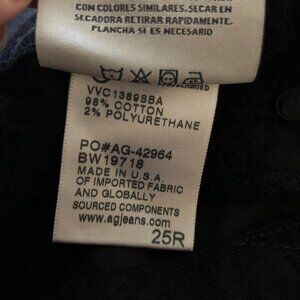 CON COLORES SIMILARES. SECAR EN
SECADORA RETIRAR RAPIDAMENTE.
PLANCHA SI ES NECESARIO
VVC1389SBA
98% COTTON
2% POLYURETHANE
PO#AG-42964
BW19718
MADE IN U.S.A.
OF IMPORTED FABRIC
AND GLOBALLY
SOURCED COMPONENTS
www.agjeans.com
25R